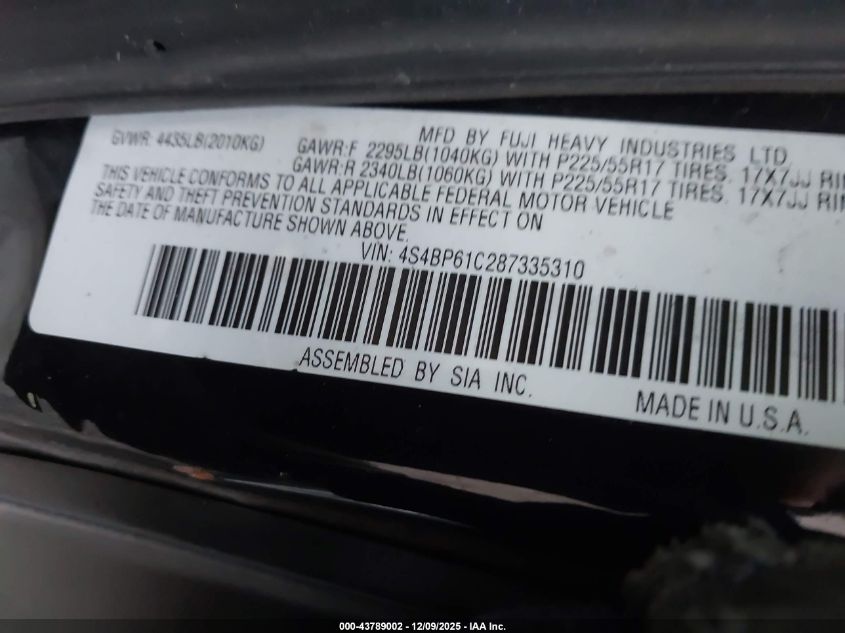 MFD BY FUJI HEAVY INDUSTRIES LTD
GVWR: 4435LB(2010KG) GAWR:F 2295LB(1040KG) WITH P225/55R17 TIRES. 17X7JJ
GAWR:R 2340LB(1060KG) WITH P225/55R17 TIRES. 17X7JJ
THIS VEHICLE CONFORMS TO ALL APPLICABLE FEDERAL MOTOR VEHICLE
SAFETY AND THEFT PREVENTION STANDARDS IN EFFECT ON
THE DATE OF MANUFACTURE SHOWN ABOVE.
VIN: 4S4BP61C287335310
ASSEMBLED BY SIA INC.
MADE IN U.S.A.
000-43789002 - 12/09/2025 - IAA Inc.